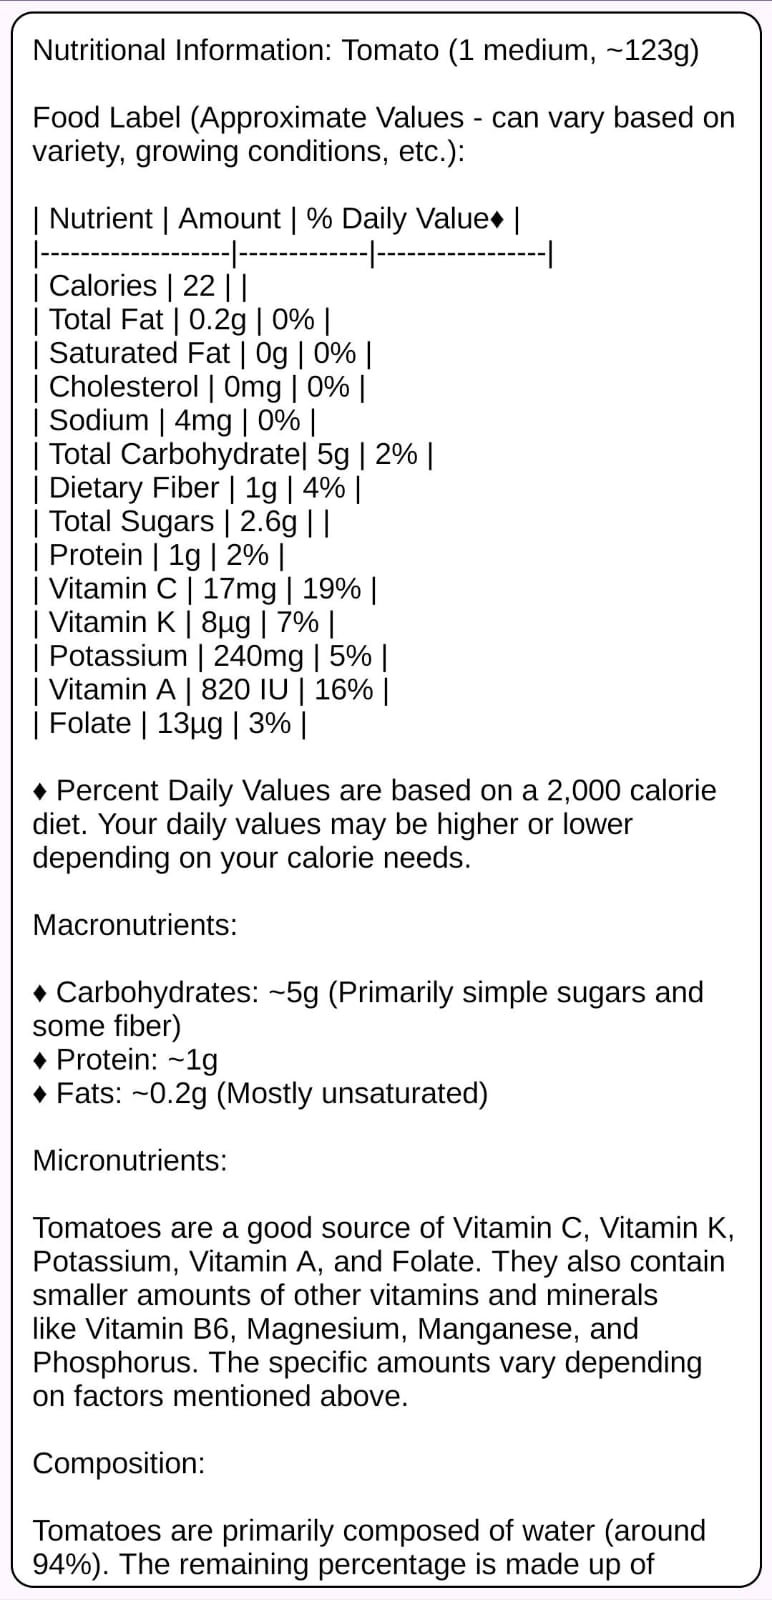 Nutritional Information: Tomato (1 medium, ~123g)
Food Label (Approximate Values - can vary based on
variety, growing conditions, etc.):
| Nutrient | Amount | % Daily Value♦ |
|-------------------|-------------|-----------------|
| Calories | 22 | |
| Total Fat | 0.2g | 0% |
| Saturated Fat | 0g | 0% |
| Cholesterol | 0mg | 0% |
| Sodium | 4mg | 0% |
| Total Carbohydrate| 5g | 2% |
| Dietary Fiber | 1g | 4% |
| Total Sugars | 2.6g | |
| Protein | 1g | 2% |
| Vitamin C | 17mg | 19% |
| Vitamin K | 8µg | 7% |
| Potassium | 240mg | 5% |
| Vitamin A | 820 IU | 16% |
| Folate | 13µg | 3% |
♦ Percent Daily Values are based on a 2,000 calorie
diet. Your daily values may be higher or lower
depending on your calorie needs.
Macronutrients:
♦ Carbohydrates: ~5g (Primarily simple sugars and
some fiber)
♦ Protein: ~1g
♦ Fats: ~0.2g (Mostly unsaturated)
Micronutrients:
Tomatoes are a good source of Vitamin C, Vitamin K,
Potassium, Vitamin A, and Folate. They also contain
smaller amounts of other vitamins and minerals
like Vitamin B6, Magnesium, Manganese, and
Phosphorus. The specific amounts vary depending
on factors mentioned above.
Composition:
Tomatoes are primarily composed of water (around
94%). The remaining percentage is made up of